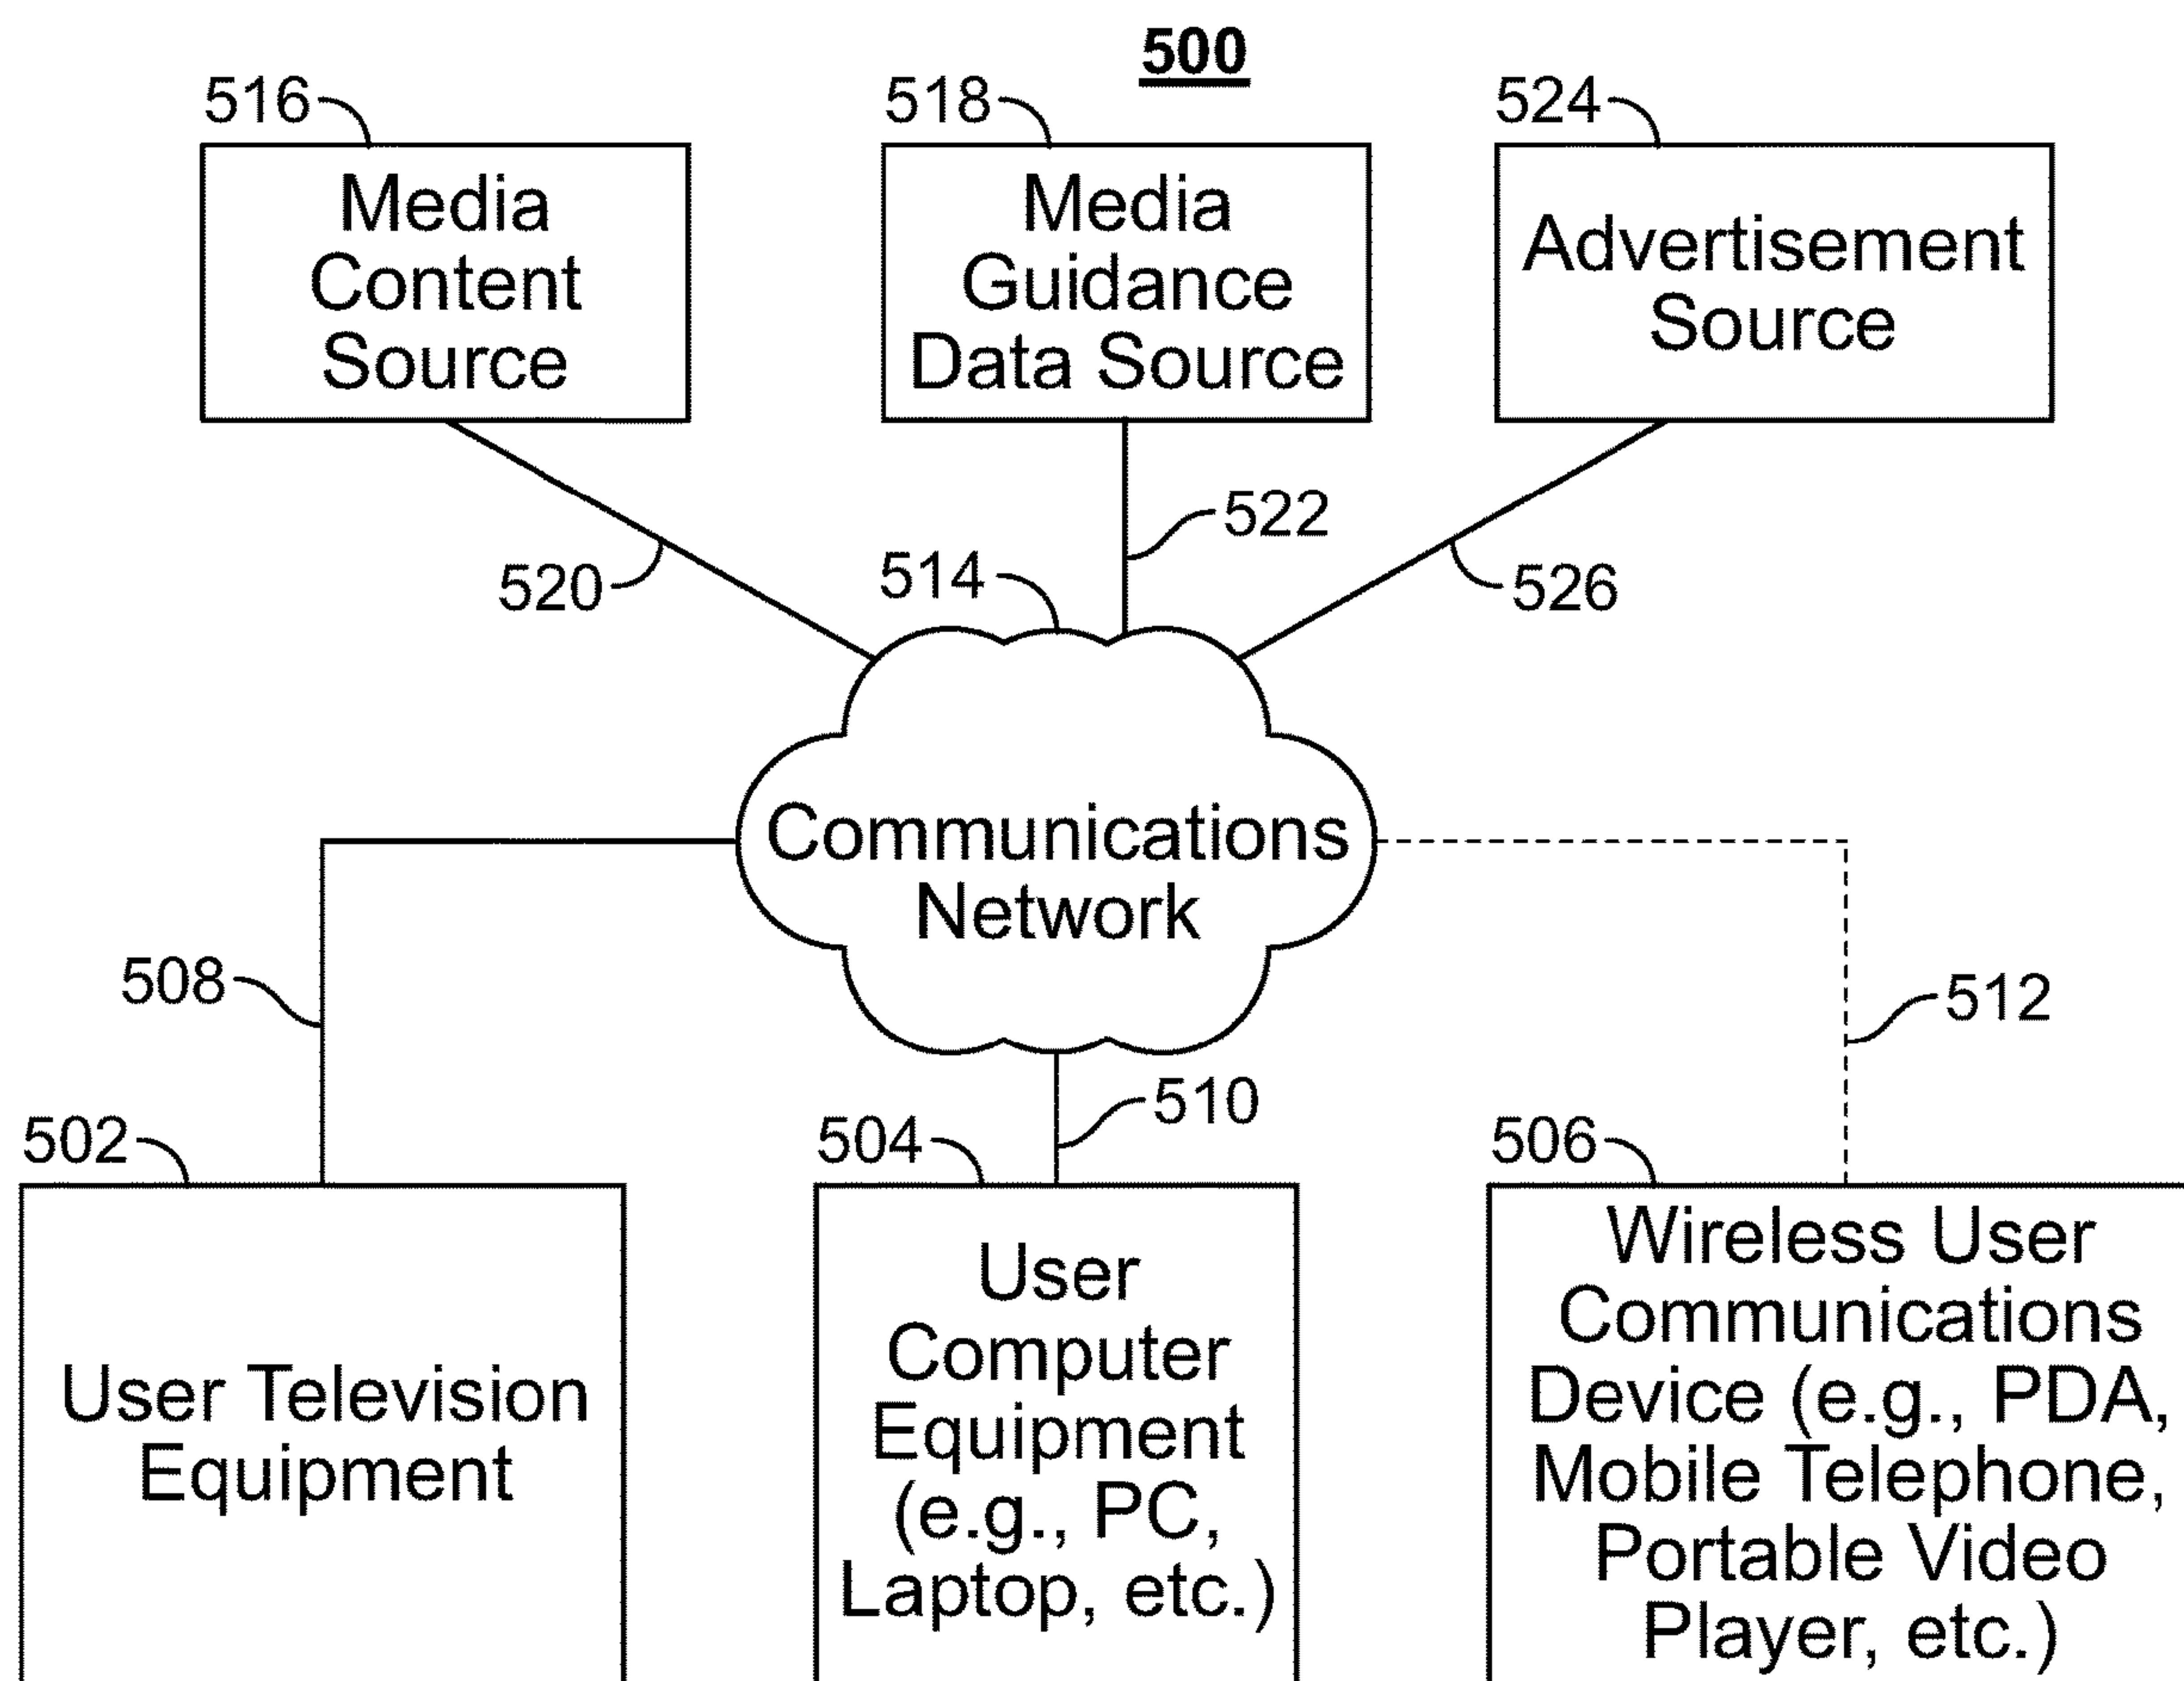 500
516
518
524
Media
Content
Source
Media
Guidance
Data Source
Advertisement
Source
520
522
514
526
Communications
Network
508
512
510
502
504
506
User Television
Equipment
User
Computer
Equipment
(e.g., PC,
Laptop, etc.)
Wireless User
Communications
Device (e.g., PDA,
Mobile Telephone,
Portable Video
Player, etc.)